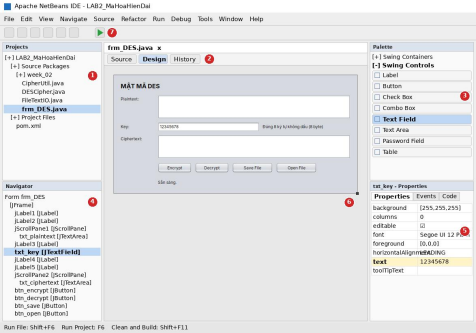 Apache NetBeans IDE - LAB2_MaHoaHienDai
File Edit View Navigate Source Refactor Run Debug Tools Window Help
7
Projects
[+] LAB2_MaHoaHienDai
[+] Source Packages
[+] week_02
CipherUtil.java
DESCipher.java
FileTextIO.java
frm_DES.java
[+] Project Files
pom.xml
1
frm_DES.java x
Source Design History
2
MẬT MÃ DES
Plaintext:
Key:
12345678
Đúng 8 ký tự không dấu (8 byte)
Ciphertext:
Encrypt Decrypt Save File Open File
Sẵn sàng.
6
Palette
[+] Swing Containers
[-] Swing Controls
Label
Button
Check Box
Combo Box
Text Field
Text Area
Password Field
Table
3
Navigator
Form frm_DES
[JFrame]
jLabel1 [JLabel]
jLabel2 [JLabel]
jScrollPane1 [JScrollPane]
txt_plaintext [JTextArea]
jLabel3 [JLabel]
txt_key [JTextField]
jLabel4 [JLabel]
jLabel5 [JLabel]
jScrollPane2 [JScrollPane]
txt_ciphertext [JTextArea]
btn_encrypt [JButton]
btn_decrypt [JButton]
btn_save [JButton]
btn_open [JButton]
4
txt_key - Properties
Properties Events Code
background [255,255,255]
columns 0
editable ☑
font Segoe UI 12 P
foreground [0,0,0]
horizontalAlignment LEADING
text 12345678
toolTipText
5
Run File: Shift+F6 Run Project: F6 Clean and Build: Shift+F11